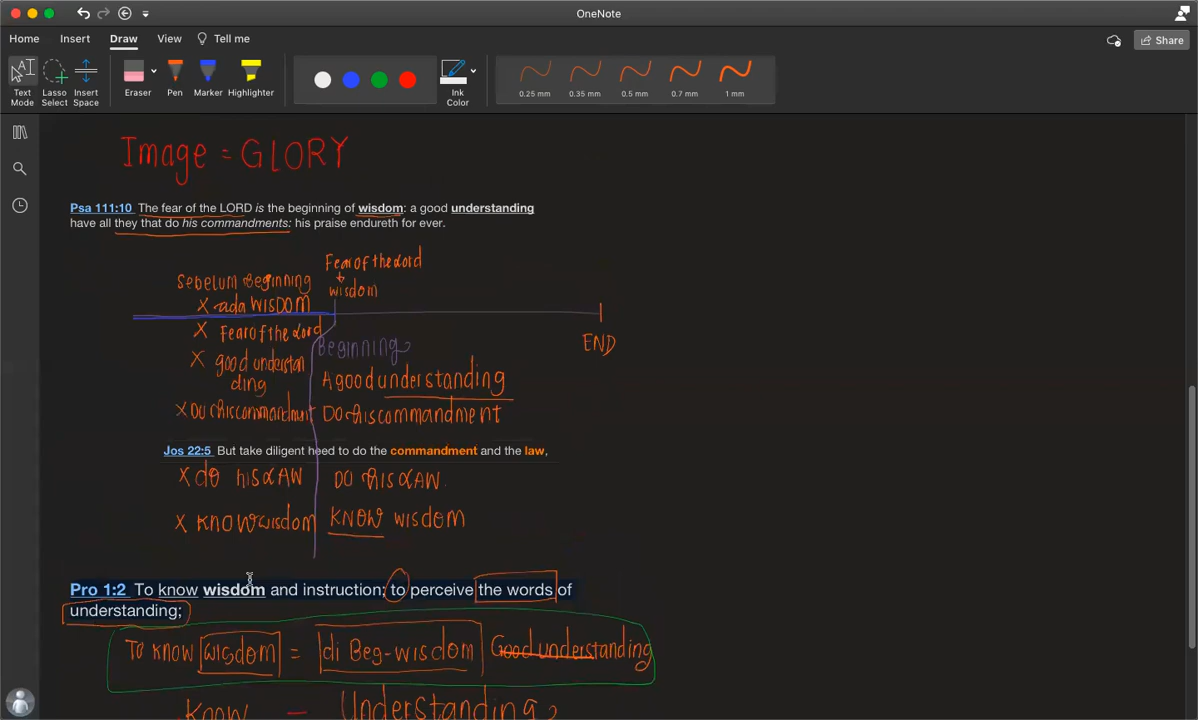 OneNote
Home Insert Draw View Tell me
Share
Text Mode
Lasso Select
Insert Space
Eraser
Pen
Marker
Highlighter
Ink Color
0.25 mm 0.35 mm 0.5 mm 0.7 mm 1 mm
Image = GLORY
Psa 111:10 The fear of the LORD is the beginning of wisdom: a good understanding
have all they that do his commandments: his praise endureth for ever.
Fear of the Lord
Sebelum Beginning
wisdom
X ada WISDOM
X Fear of the Lord
END
Beginning
X good understan
ding
A good understanding
X Do his commandment DO his commandment
Jos 22:5 But take diligent heed to do the commandment and the law,
X do his LAW DO his LAW
X Know wisdom KNOW wisdom
Pro 1:2 To know wisdom and instruction; to perceive the words of
understanding;
To know wisdom = di Beg-wisdom Good understanding
Know – Understanding